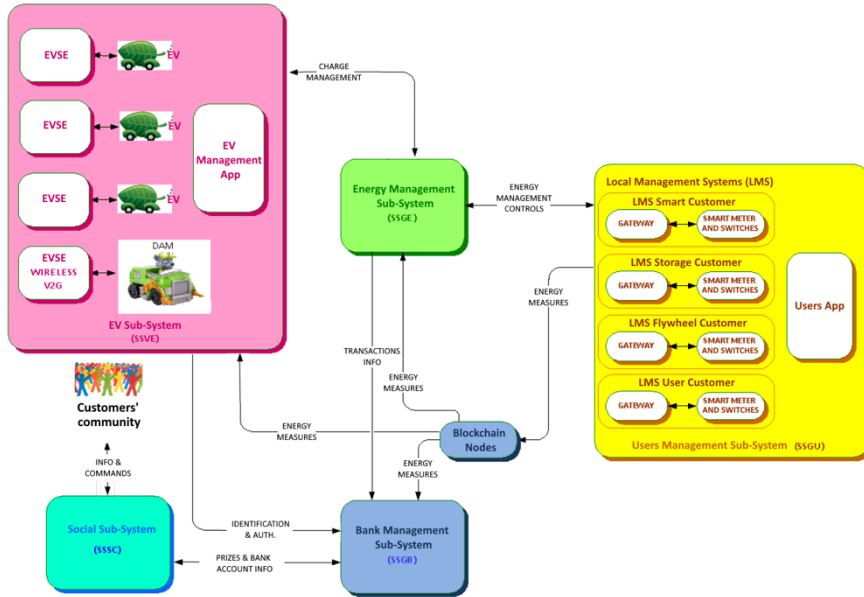 EVSE
EV
EVSE
EV
EVSE
EV
EV
Management
App
EVSE
WIRELESS
V2G
DAM
EV Sub-System
(SSVE)
CHARGE
MANAGEMENT
Energy Management
Sub-System
(SSGE)
ENERGY
MANAGEMENT
CONTROLS
Local Management Systems (LMS)
LMS Smart Customer
GATEWAY
SMART METER
AND SWITCHES
LMS Storage Customer
GATEWAY
SMART METER
AND SWITCHES
LMS Flywheel Customer
GATEWAY
SMART METER
AND SWITCHES
LMS User Customer
GATEWAY
SMART METER
AND SWITCHES
Users App
Users Management Sub-System (SSGU)
ENERGY
MEASURES
TRANSACTIONS
INFO
ENERGY
MEASURES
ENERGY
MEASURES
Blockchain
Nodes
ENERGY
MEASURES
Customers'
community
INFO &
COMMANDS
Social Sub-System
(SSSC)
IDENTIFICATION
& AUTH.
PRIZES & BANK
ACCOUNT INFO
Bank Management
Sub-System
(SSGB)